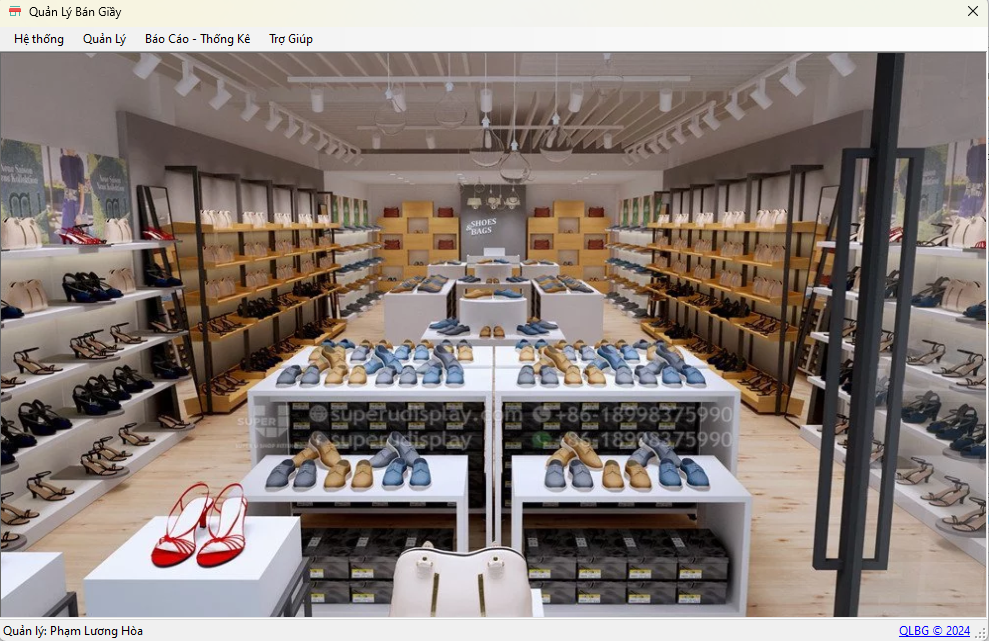 Quản Lý Bán Giầy
Hệ thống Quản Lý Báo Cáo - Thống Kê Trợ Giúp
SHOES
& BAGS
superudisplay.com +86-18998375990
SUPER
superudisplay +86-18998375990
Quản lý: Phạm Lương Hòa
QLBG © 2024